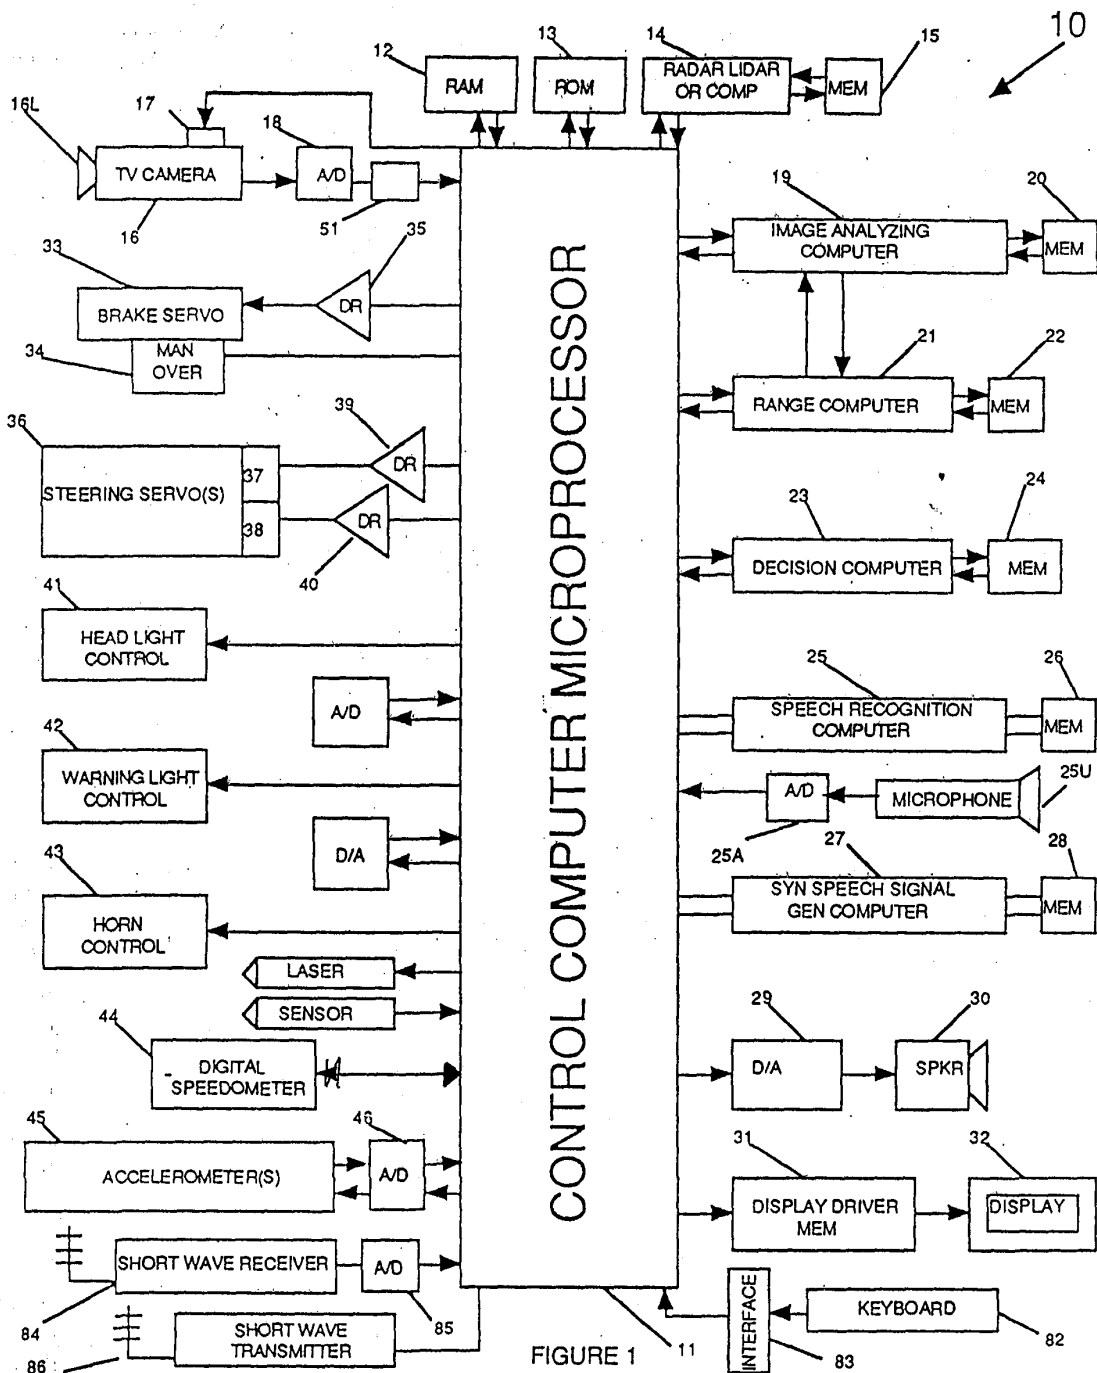 10
12
13
14
15
RAM
ROM
RADAR LIDAR
OR COMP
MEM
16L
17
18
TV CAMERA
A/D
16
51
19
20
IMAGE ANALYZING
COMPUTER
MEM
33
35
BRAKE SERVO
DR
34
MAN
OVER
21
22
RANGE COMPUTER
MEM
36
39
STEERING SERVO(S)
37
38
DR
DR
40
23
24
DECISION COMPUTER
MEM
CONTROL COMPUTER MICROPROCESSOR
41
HEAD LIGHT
CONTROL
A/D
25
26
SPEECH RECOGNITION
COMPUTER
MEM
42
WARNING LIGHT
CONTROL
A/D
MICROPHONE
25U
25A
D/A
27
28
SYN SPEECH SIGNAL
GEN COMPUTER
MEM
43
HORN
CONTROL
LASER
SENSOR
44
DIGITAL
SPEEDOMETER
29
30
D/A
SPKR
45
46
ACCELEROMETER(S)
A/D
31
32
DISPLAY DRIVER
MEM
DISPLAY
SHORT WAVE RECEIVER
A/D
84
85
SHORT WAVE
TRANSMITTER
86
11
INTERFACE
KEYBOARD
83
82
FIGURE 1